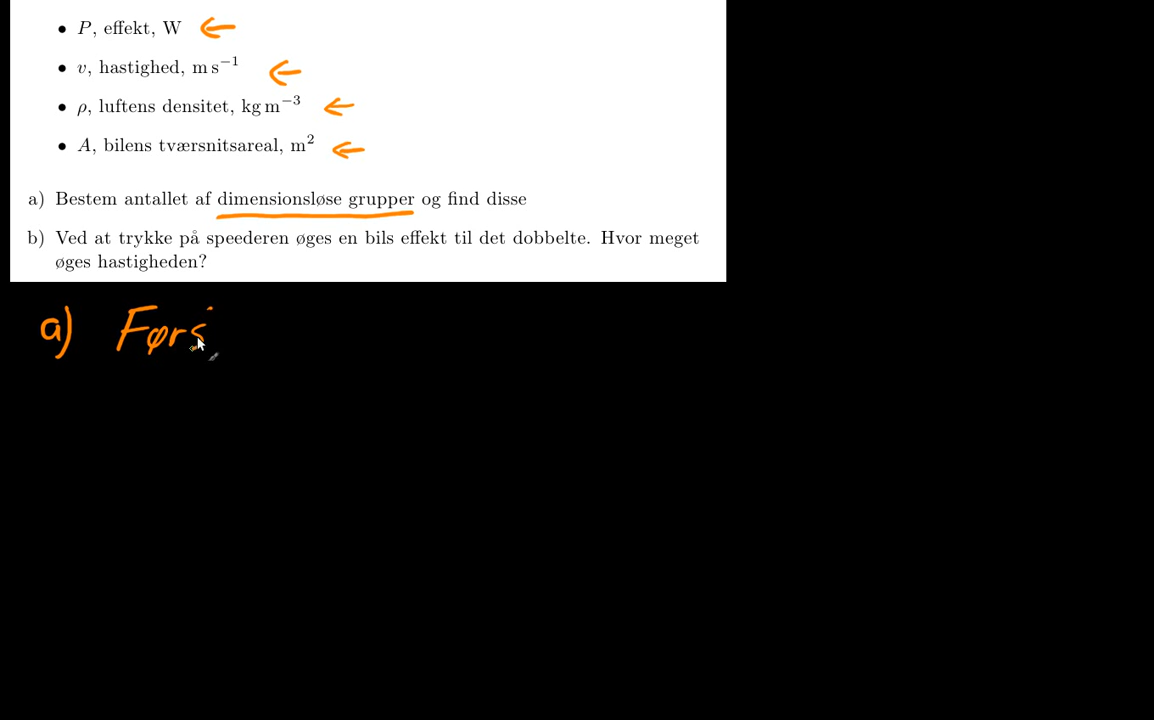 • P, effekt, W
• v, hastighed, m s⁻¹
• ρ, luftens densitet, kg m⁻³
• A, bilens tværsnitsareal, m²
a) Bestem antallet af dimensionsløse grupper og find disse
b) Ved at trykke på speederen øges en bils effekt til det dobbelte. Hvor meget
øges hastigheden?
a) Førs